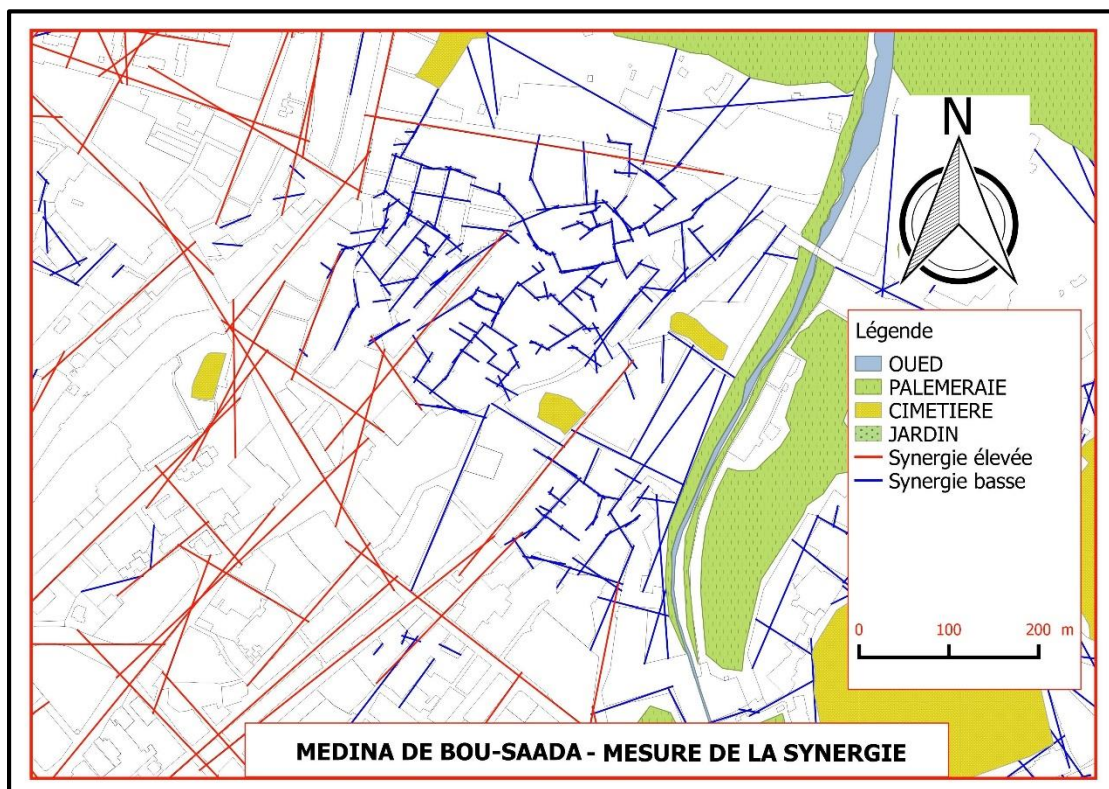 N
Légende
OUED
PALEMERAIE
CIMETIERE
JARDIN
Synergie élevée
Synergie basse
0 100 200 m
MEDINA DE BOU-SAADA - MESURE DE LA SYNERGIE